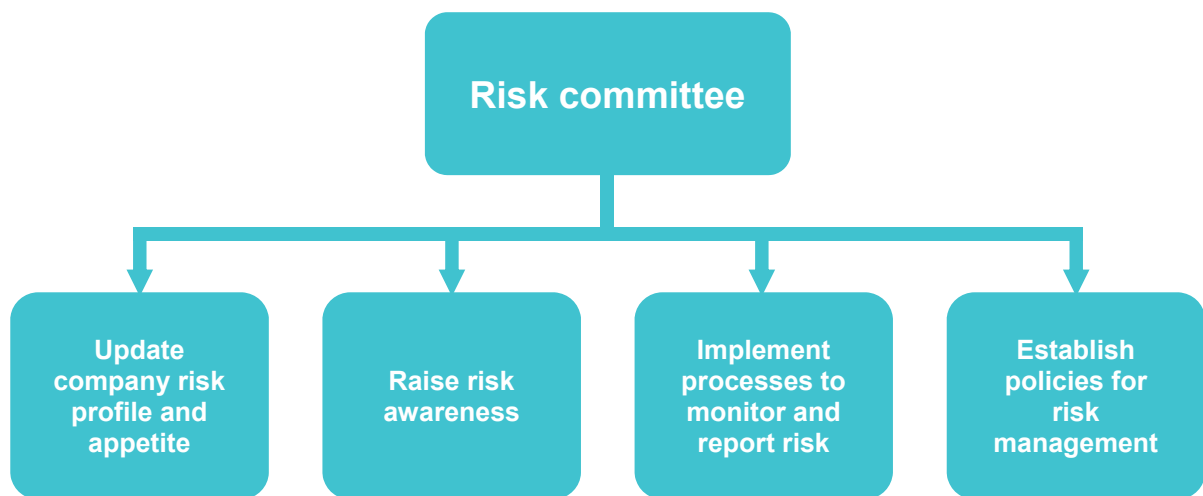 Risk committee
Update
company risk
profile and
appetite
Raise risk
awareness
Implement
processes to
monitor and
report risk
Establish
policies for
risk
management